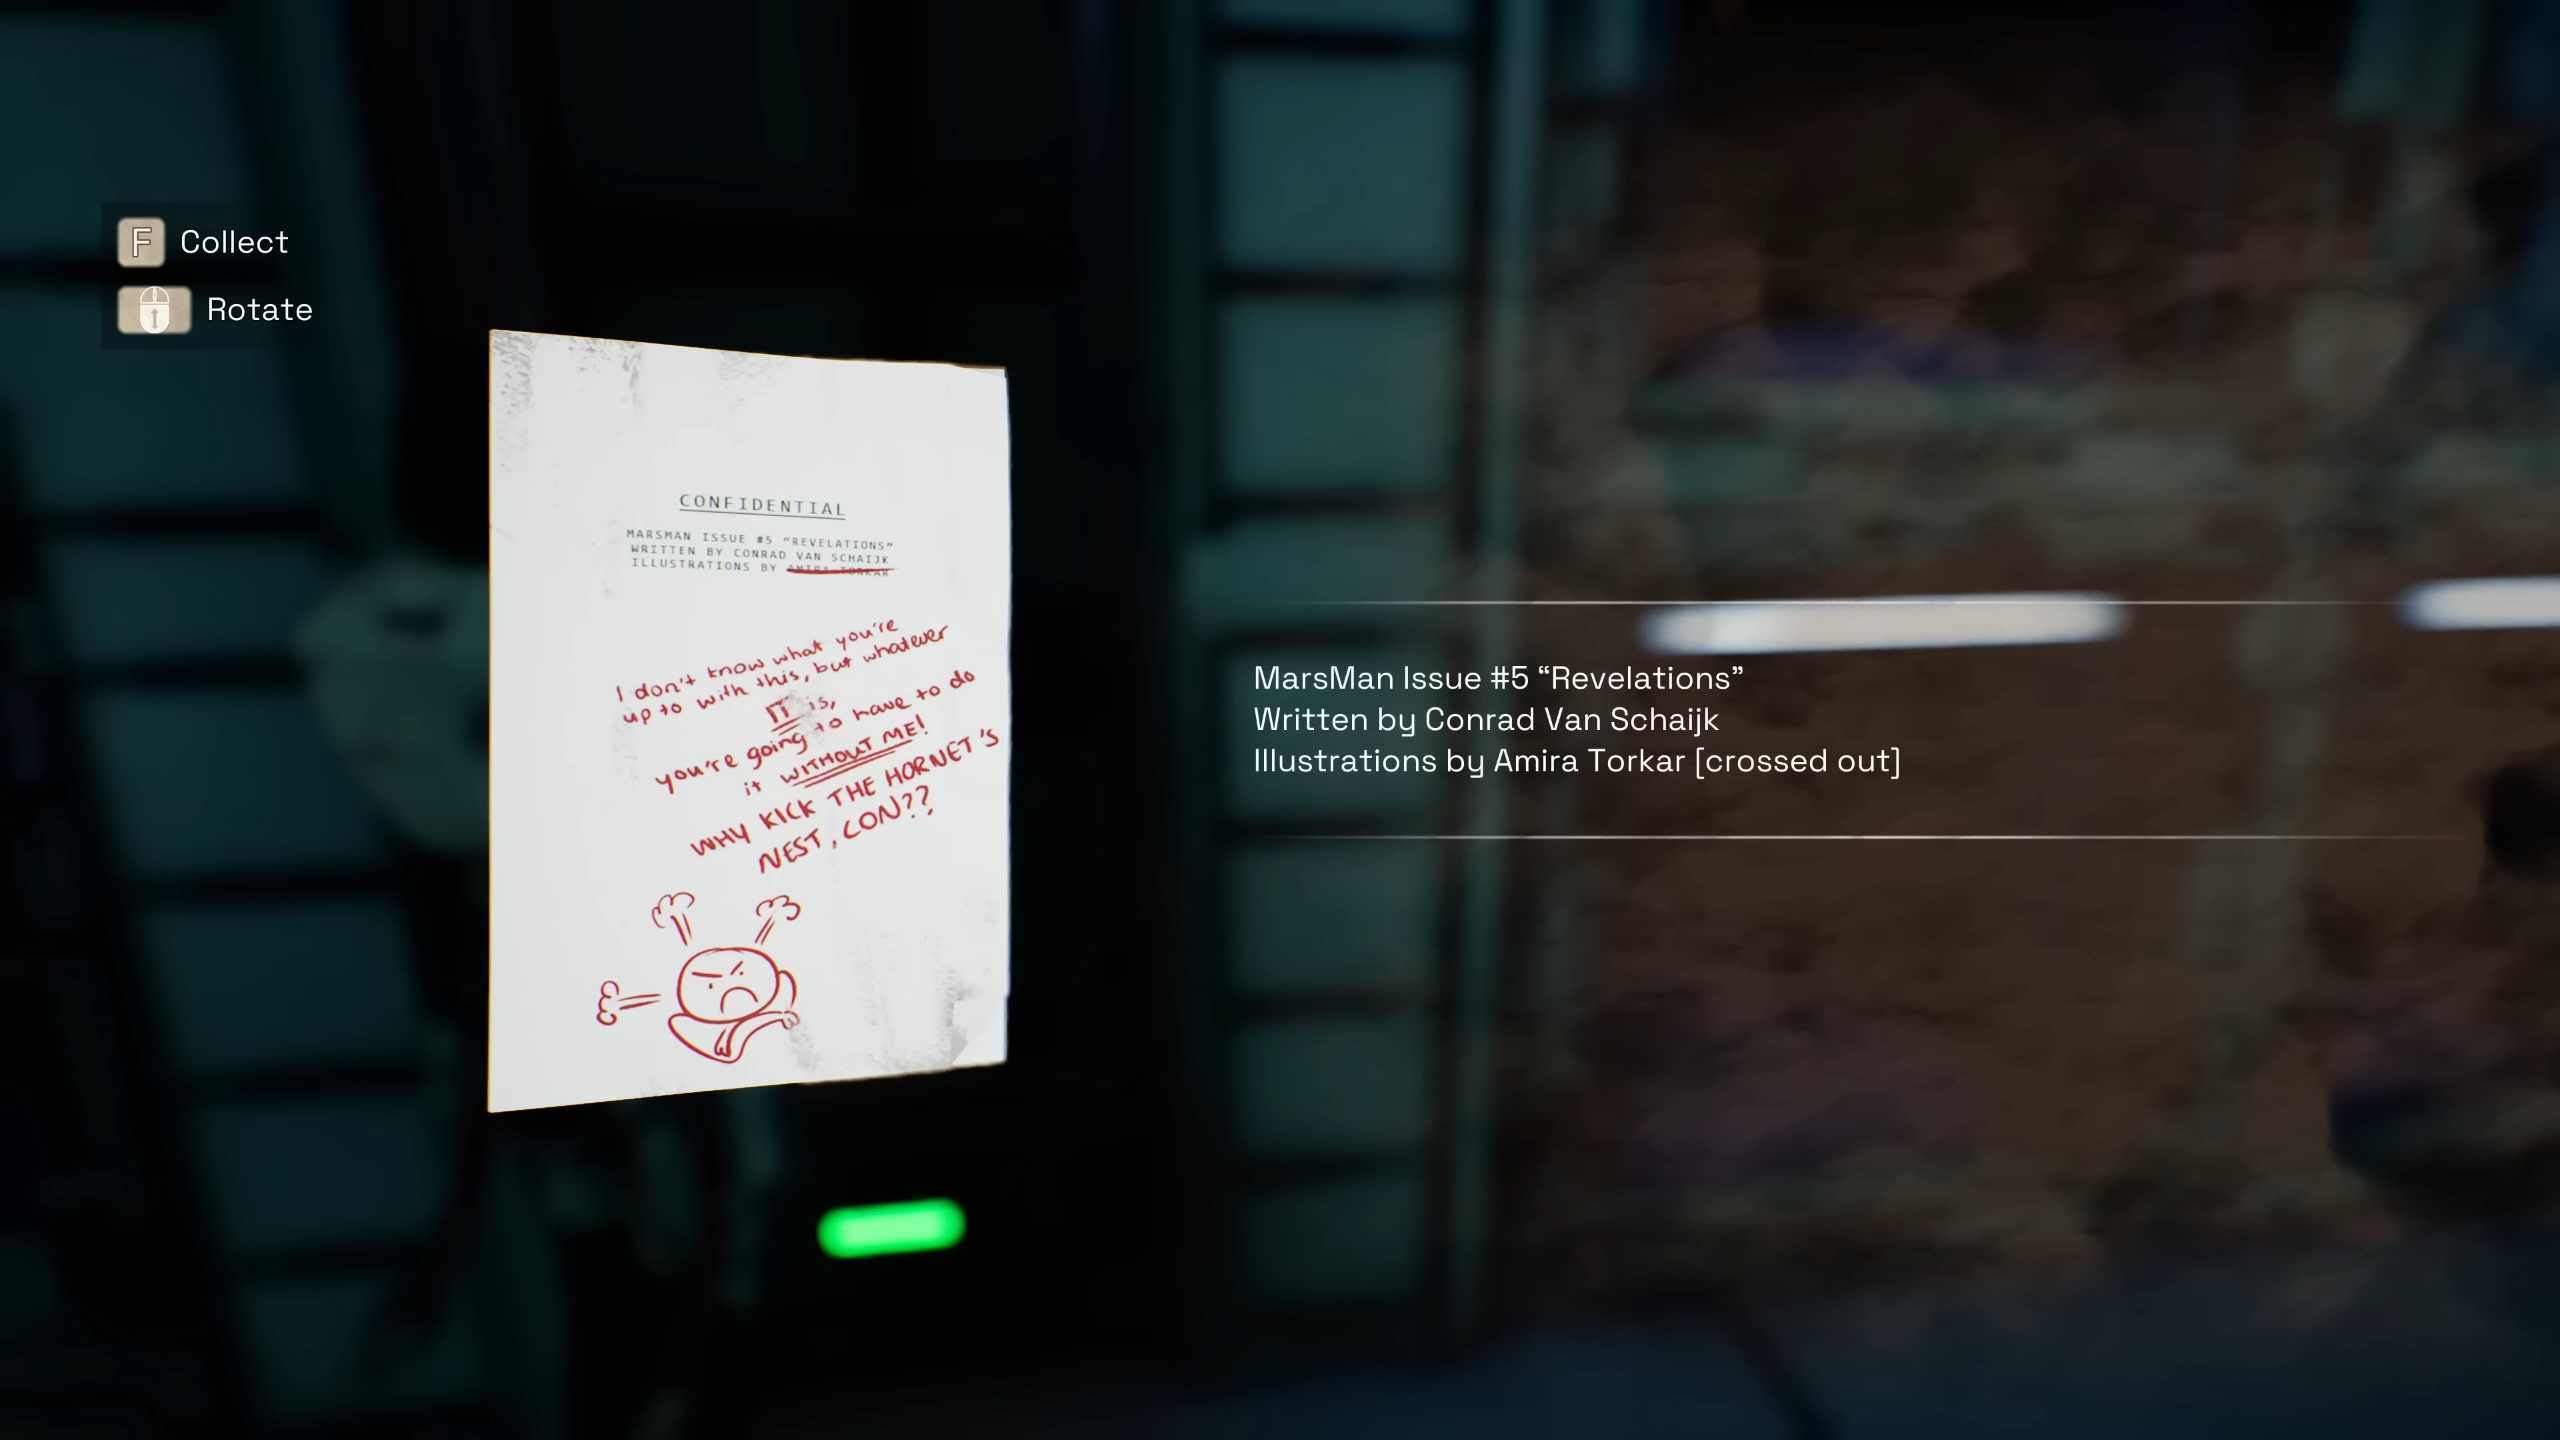 F Collect
Rotate
CONFIDENTIAL
MARSMAN ISSUE #5 "REVELATIONS"
WRITTEN BY CONRAD VAN SCHAIJK
ILLUSTRATIONS BY AMIRA TORKAR
I don't know what you're
up to with this, but whatever
IT is,
you're going to have to do
it WITHOUT ME!
WHY KICK THE HORNET'S
NEST, CON??
MarsMan Issue #5 “Revelations”
Written by Conrad Van Schaijk
Illustrations by Amira Torkar [crossed out]